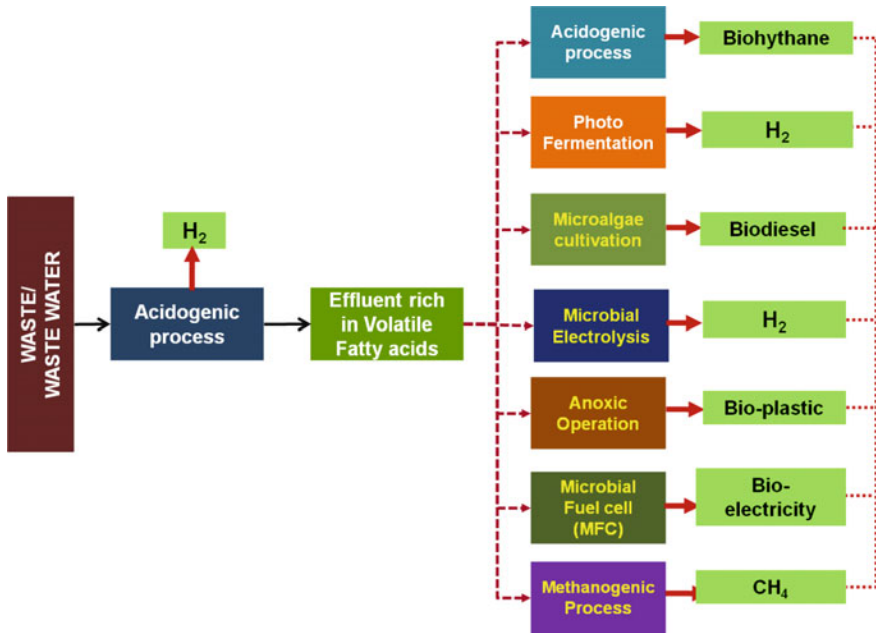 WASTE/
WASTE WATER
H₂
Acidogenic
process
Effluent rich
in Volatile
Fatty acids
Acidogenic
process
Biohythane
Photo
Fermentation
H₂
Microalgae
cultivation
Biodiesel
Microbial
Electrolysis
H₂
Anoxic
Operation
Bio-plastic
Microbial
Fuel cell
(MFC)
Bio-
electricity
Methanogenic
Process
CH₄